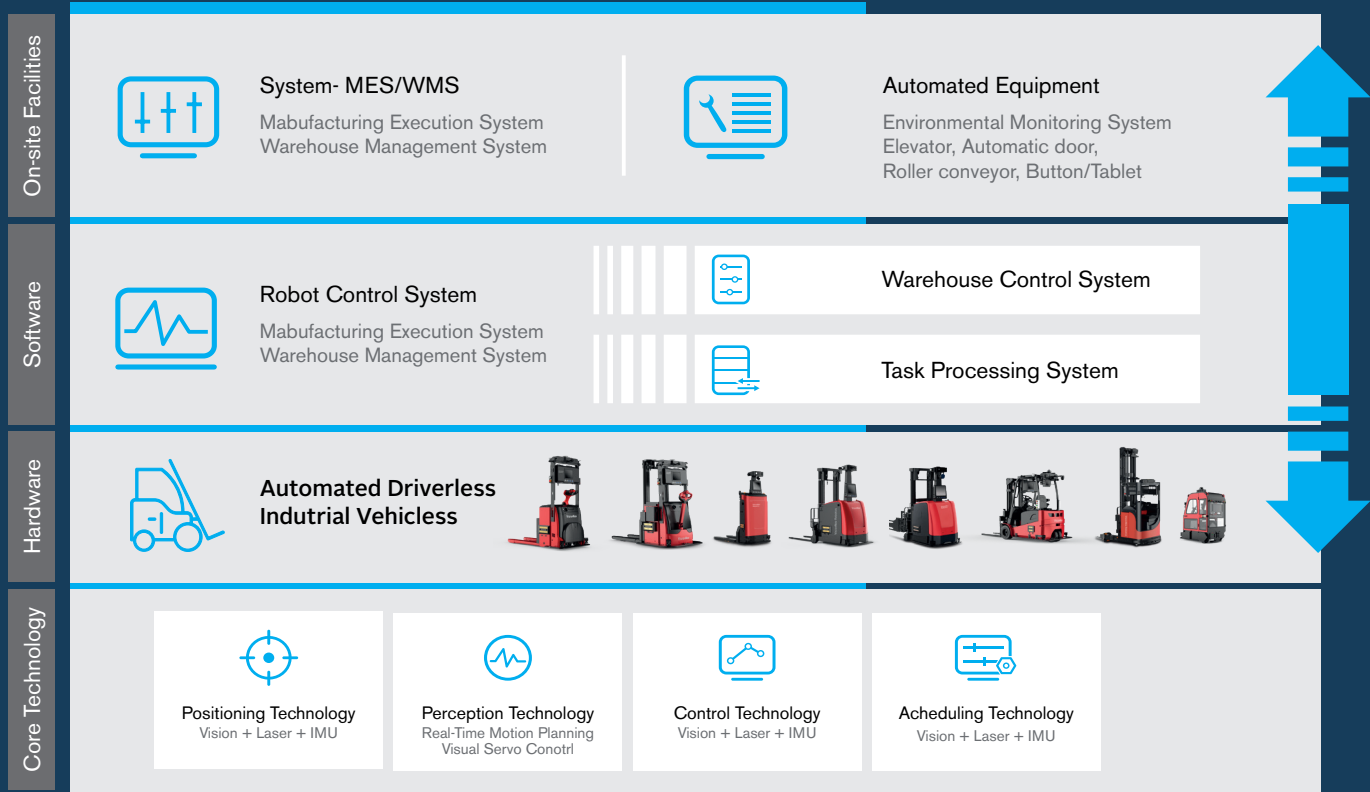 On-site Facilities
System- MES/WMS
Mabufacturing Execution System
Warehouse Management System
Automated Equipment
Environmental Monitoring System
Elevator, Automatic door,
Roller conveyor, Button/Tablet
Software
Robot Control System
Mabufacturing Execution System
Warehouse Management System
Warehouse Control System
Task Processing System
Hardware
Automated Driverless
Indutrial Vehicless
Core Technology
Positioning Technology
Vision + Laser + IMU
Perception Technology
Real-Time Motion Planning
Visual Servo Conotrl
Control Technology
Vision + Laser + IMU
Acheduling Technology
Vision + Laser + IMU